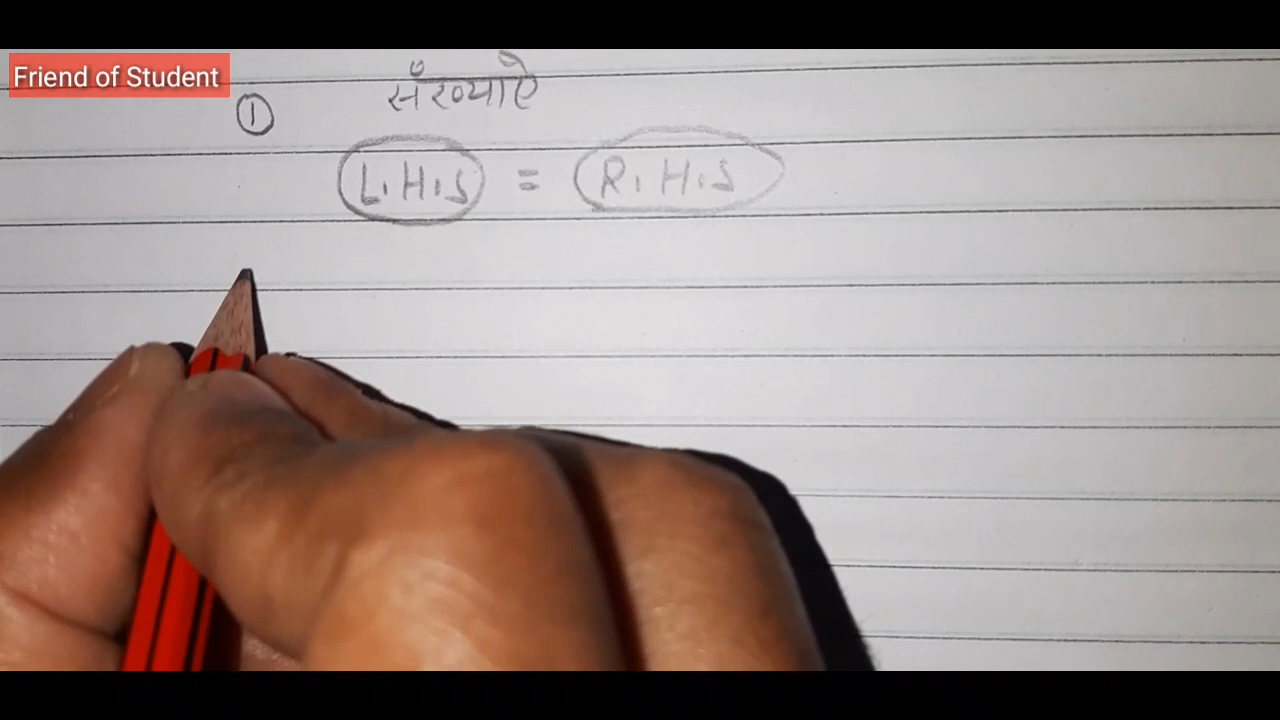 Friend of Student
① संख्याऐ
L.H.S = R.H.S